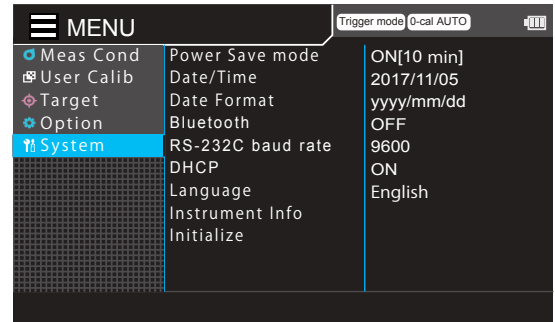 MENU
Trigger mode 0-cal AUTO
Meas Cond
User Calib
Target
Option
System
Power Save mode ON[10 min]
Date/Time 2017/11/05
Date Format yyyy/mm/dd
Bluetooth OFF
RS-232C baud rate 9600
DHCP ON
Language English
Instrument Info
Initialize